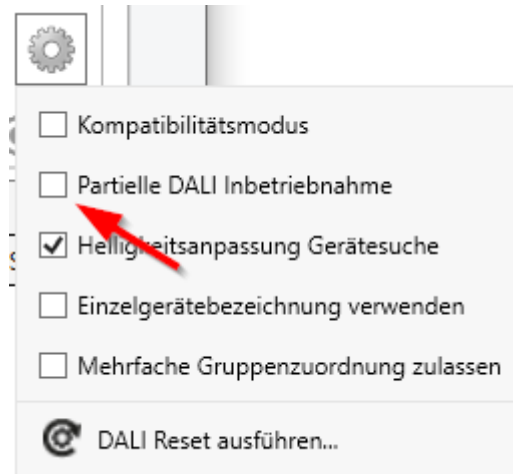 Kompatibilitätsmodus
Partielle DALI Inbetriebnahme
Helligkeitsanpassung Gerätesuche
Einzelgerätebezeichnung verwenden
Mehrfache Gruppenzuordnung zulassen
DALI Reset ausführen...